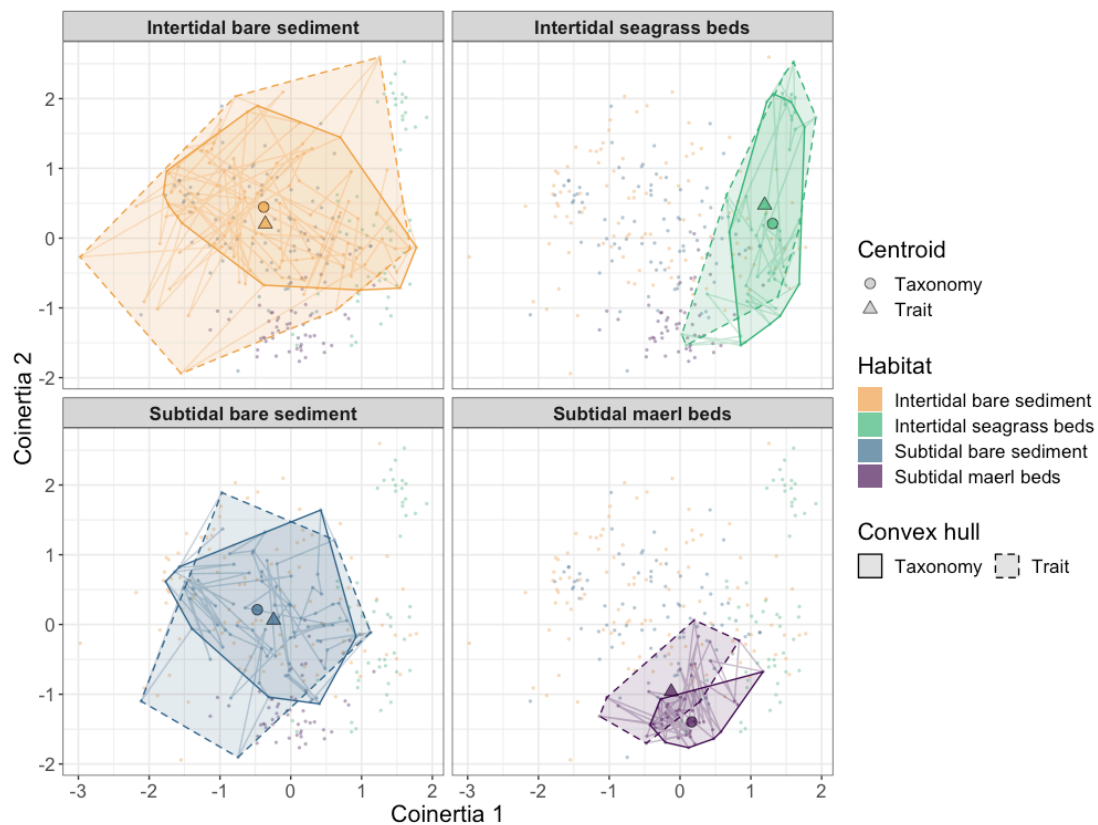 Intertidal bare sediment
Intertidal seagrass beds
2
1
0
-1
-2
Subtidal bare sediment
Subtidal maerl beds
2
1
0
-1
-2
-3 -2 -1 0 1 2
-3 -2 -1 0 1 2
Coinertia 1
Coinertia 2
Centroid
Taxonomy
Trait
Habitat
Intertidal bare sediment
Intertidal seagrass beds
Subtidal bare sediment
Subtidal maerl beds
Convex hull
Taxonomy
Trait